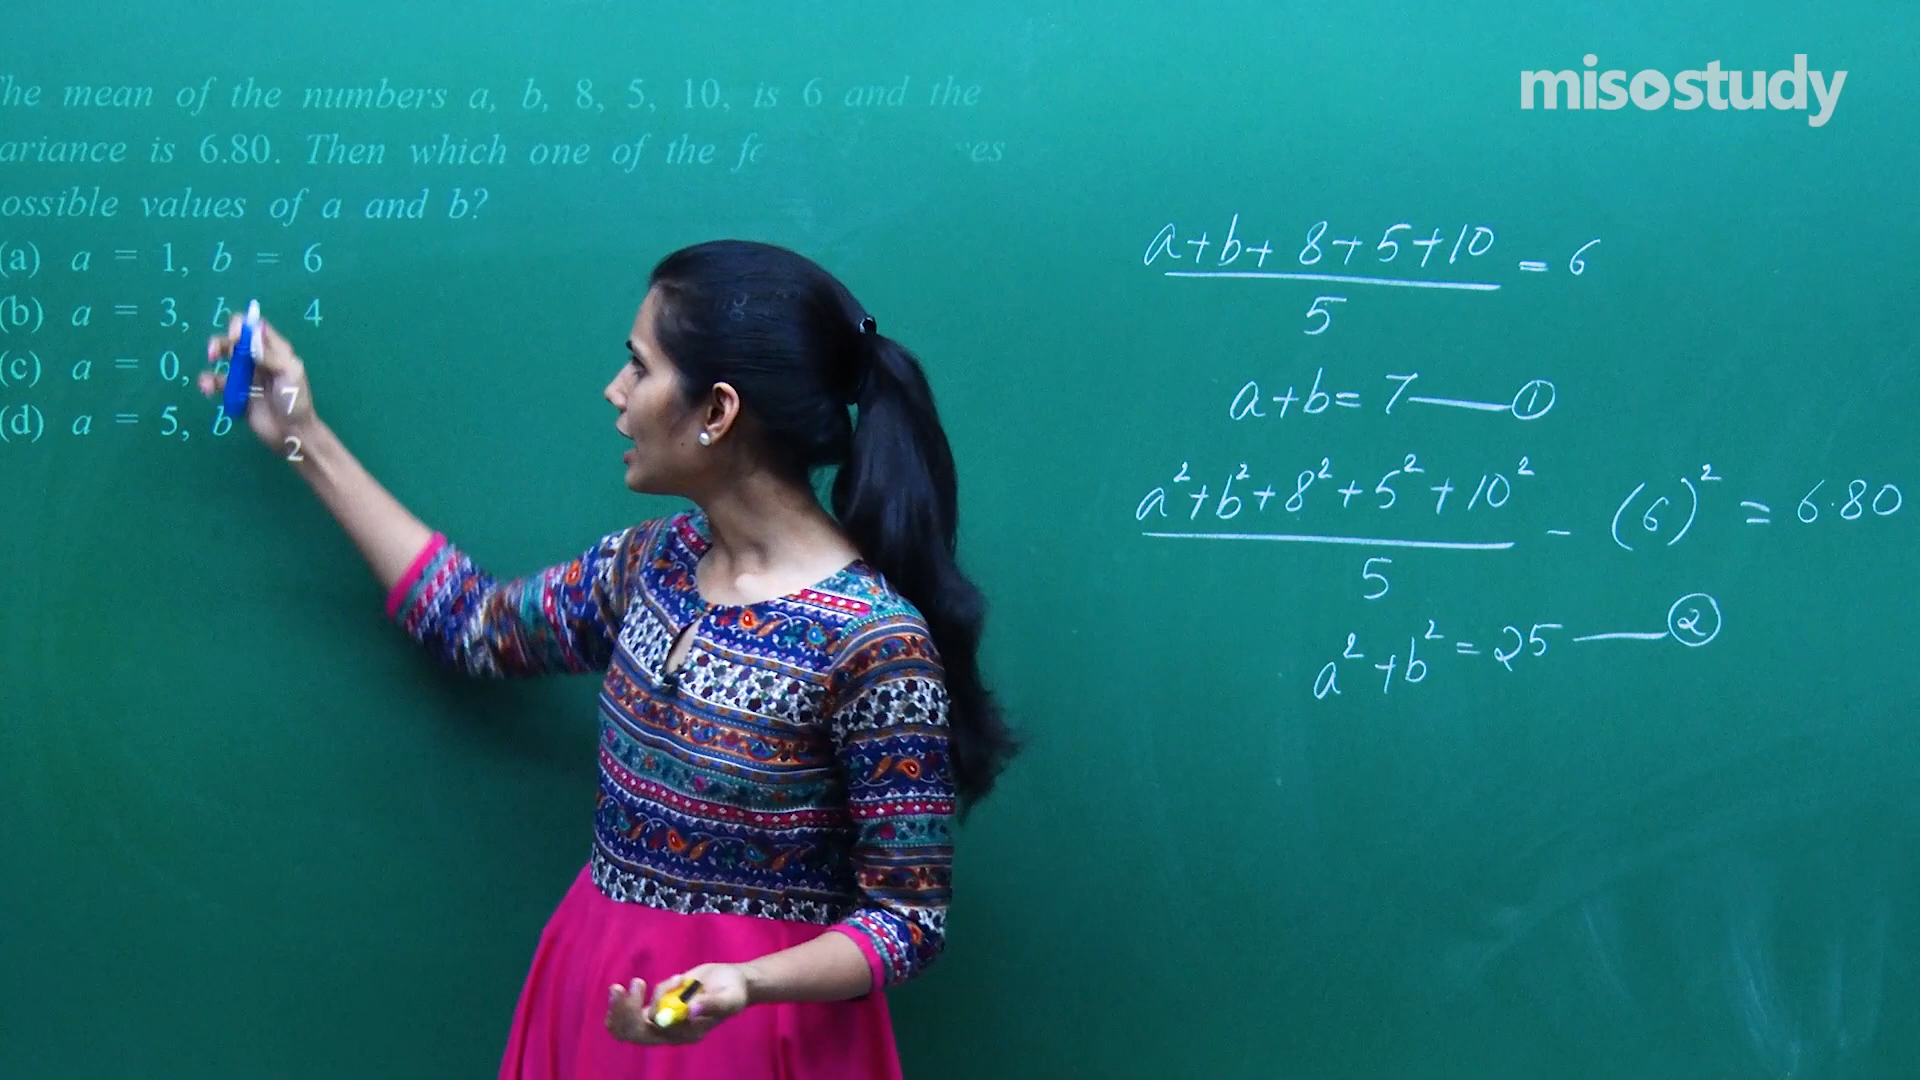 he mean of the numbers a, b, 8, 5, 10, is 6 and the
ariance is 6.80. Then which one of the
ossible values of a and b?
(a) a = 1, b = 6
(b) a = 3, b 4
(c) a = 0, b = 7
(d) a = 5, b 2
misostudy
a+b+8+5+10 = 6
5
a+b=7 — ①
a²+b²+8²+5²+10² - (6)² = 6.80
5
a²+b²=25 — ②